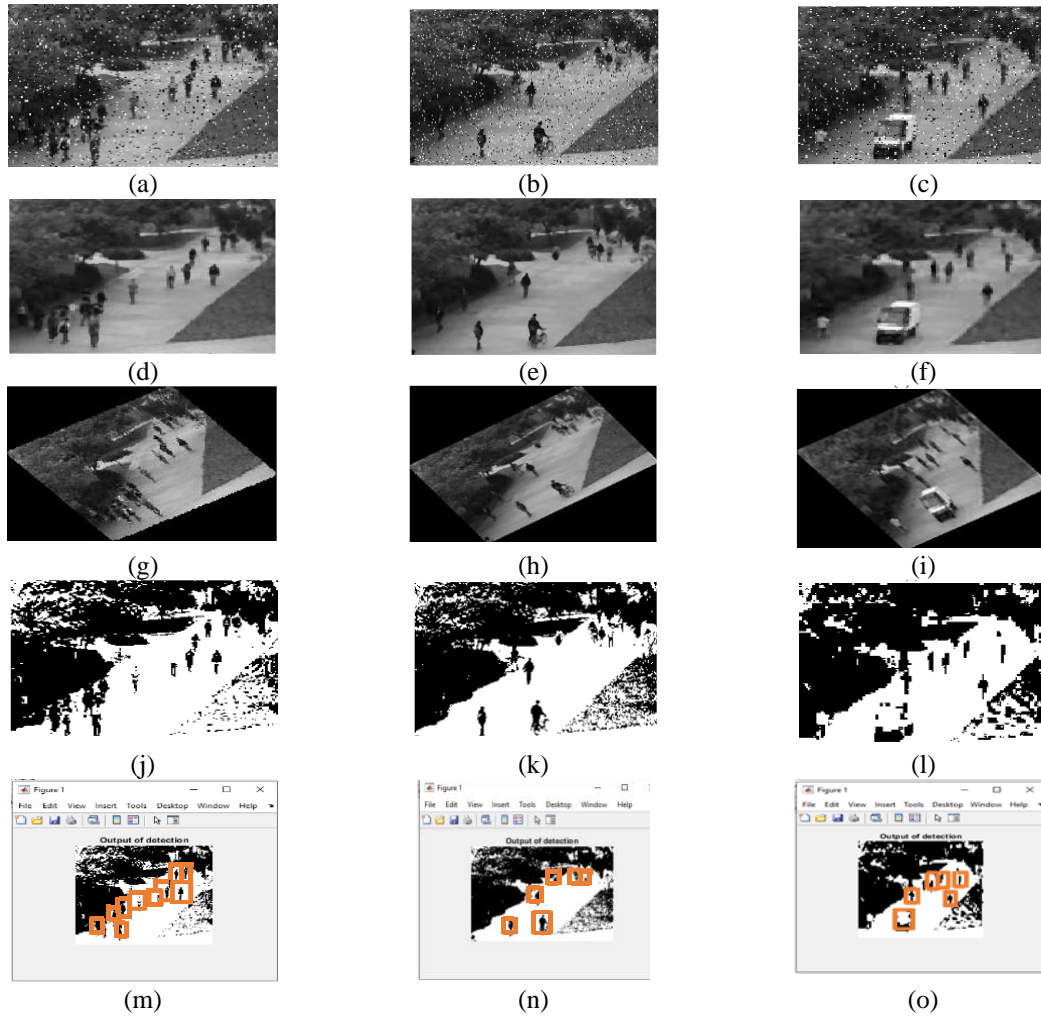 (a) (b) (c)
(d) (e) (f)
(g) (h) (i)
(j) (k) (l)
Figure 1 Figure 1 Figure 1
File Edit View Insert Tools Desktop Window Help File Edit View Insert Tools Desktop Window Help File Edit View Insert Tools Desktop Window Help
Output of detection Output of detection Output of detection
(m) (n) (o)